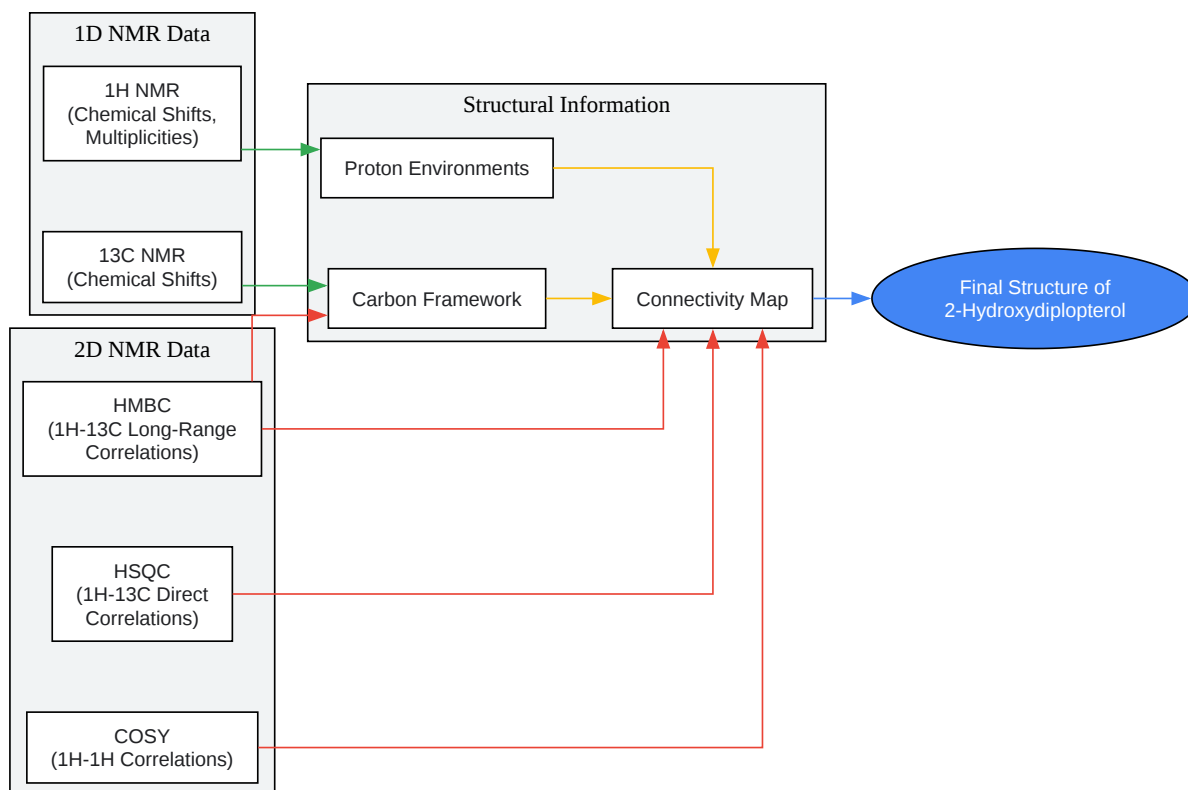 1D NMR Data
1H NMR
(Chemical Shifts,
Multiplicities)
13C NMR
(Chemical Shifts)
2D NMR Data
HMBC
(1H-13C Long-Range
Correlations)
HSQC
(1H-13C Direct
Correlations)
COSY
(1H-1H Correlations)
Structural Information
Proton Environments
Carbon Framework
Connectivity Map
Final Structure of
2-Hydroxydiplopterol